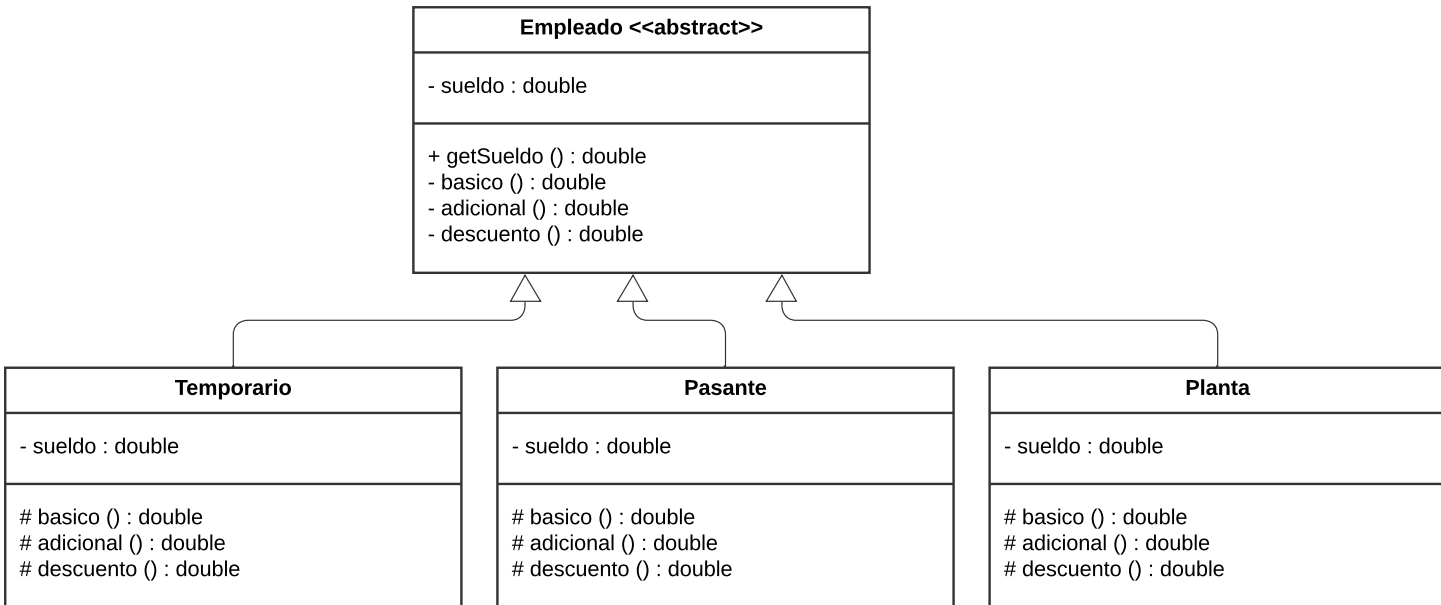 Empleado <<abstract>>
- sueldo : double
+ getSueldo () : double
- basico () : double
- adicional () : double
- descuento () : double
Temporario
- sueldo : double
# basico () : double
# adicional () : double
# descuento () : double
Pasante
- sueldo : double
# basico () : double
# adicional () : double
# descuento () : double
Planta
- sueldo : double
# basico () : double
# adicional () : double
# descuento () : double